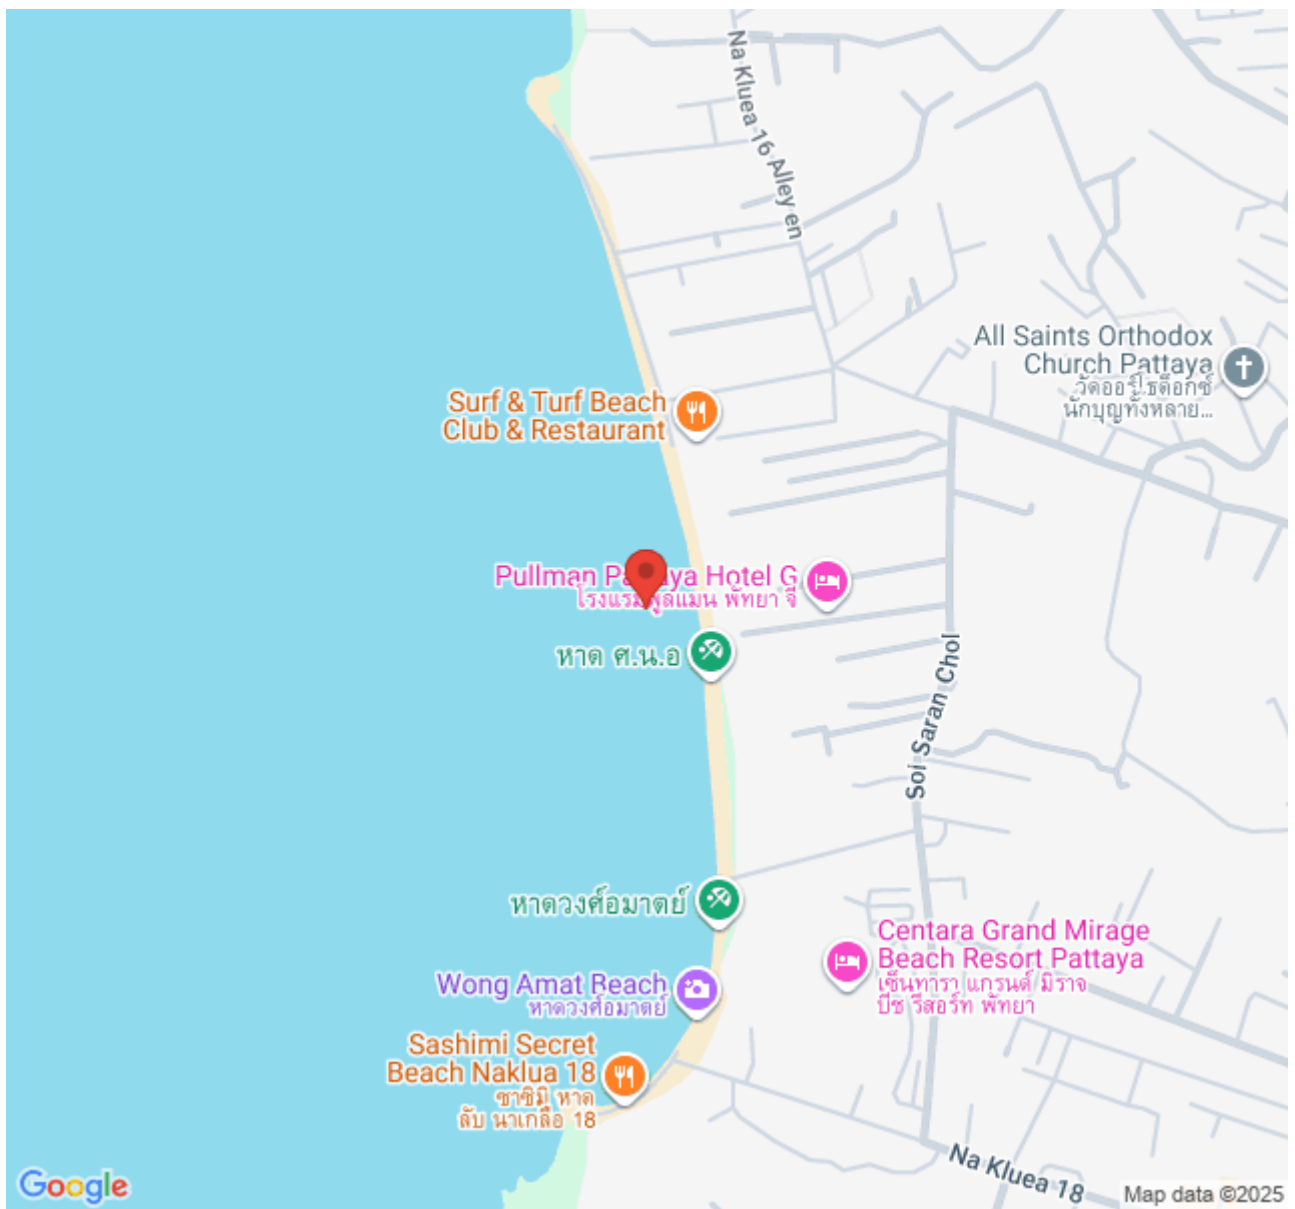 Na Kluea 16 Alley en
All Saints Orthodox
Church Pattaya
วัดออร์โธด็อกซ์
นักบุญทั้งหลาย...
Surf & Turf Beach
Club & Restaurant
Pullman Pattaya Hotel G
โรงแรมพูลแมน พัทยา จี
หาด ศ.น.อ
Soi Saran Chol
หาดวงศ์อมาตย์
Centara Grand Mirage
Beach Resort Pattaya
เซ็นทารา แกรนด์ มิราจ
บีช รีสอร์ท พัทยา
Wong Amat Beach
หาดวงศ์อมาตย์
Sashimi Secret
Beach Naklua 18
ซาซิมิ หาด
ลับ นาเกลือ 18
Na Kluea 18
Google
Map data ©2025